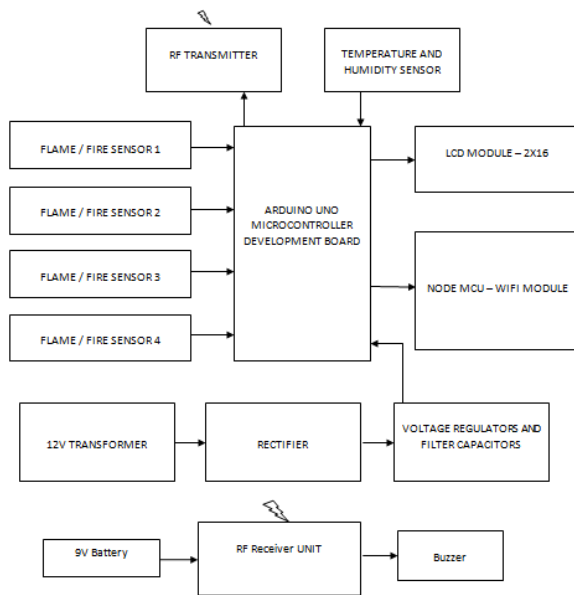 RF TRANSMITTER
TEMPERATURE AND
HUMIDITY SENSOR
FLAME / FIRE SENSOR 1
FLAME / FIRE SENSOR 2
FLAME / FIRE SENSOR 3
FLAME / FIRE SENSOR 4
ARDUINO UNO
MICROCONTROLLER
DEVELOPMENT BOARD
LCD MODULE – 2X16
NODE MCU – WIFI MODULE
12V TRANSFORMER
RECTIFIER
VOLTAGE REGULATORS AND
FILTER CAPACITORS
9V Battery
RF Receiver UNIT
Buzzer